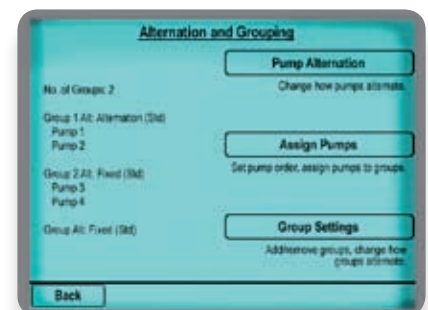 Alternation and Grouping
Pump Alternation
Change how pumps alternate.
No. of Groups: 2
Group 1 Alt: Alternation (Std)
Pump 1
Pump 2
Group 2 Alt: Fixed (Std)
Pump 3
Pump 4
Group Alt: Fixed (Std)
Assign Pumps
Set pump order, assign pumps to groups.
Group Settings
Add/remove groups, change how
groups alternate.
Back